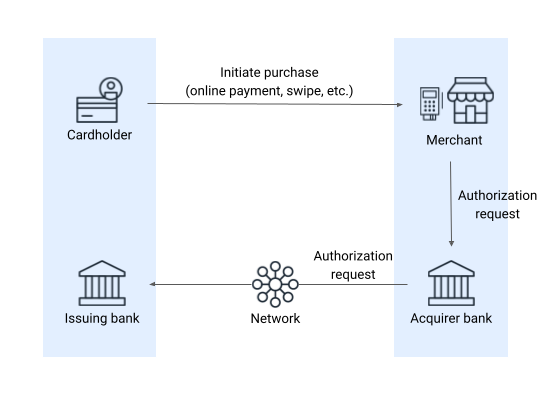 Initiate purchase
(online payment, swipe, etc.)
Cardholder
Merchant
Authorization
request
Authorization
request
Issuing bank
Network
Acquirer bank